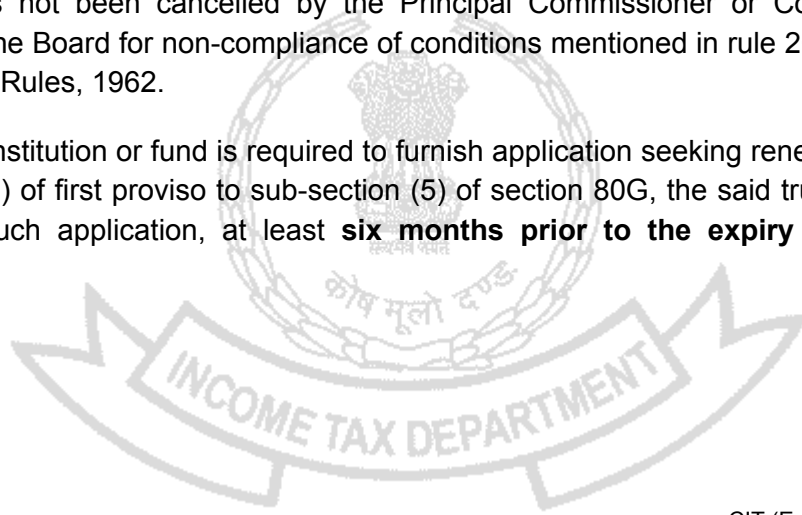 s not been cancelled by the Principal Commissioner or Co
he Board for non-compliance of conditions mentioned in rule 2
Rules, 1962.
nstitution or fund is required to furnish application seeking rene
) of first proviso to sub-section (5) of section 80G, the said tru
uch application, at least six months prior to the expiry
सत्यमेव जयते
कोष मूलो दण्डः
INCOME TAX DEPARTMENT